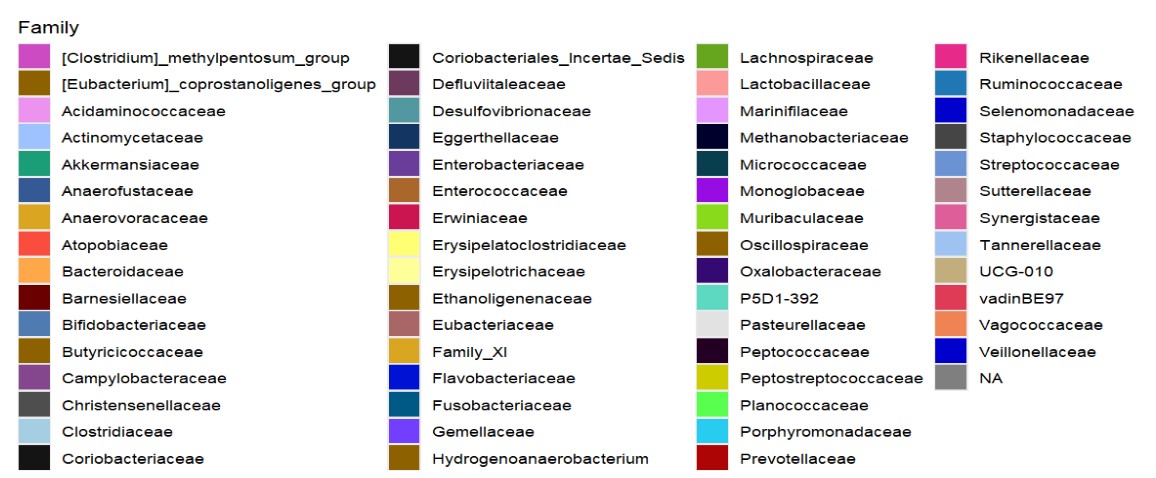 Family
[Clostridium]_methylpentosum_group
[Eubacterium]_coprostanoligenes_group
Acidaminococcaceae
Actinomycetaceae
Akkermansiaceae
Anaerofustaceae
Anaerovoracaceae
Atopobiaceae
Bacteroidaceae
Barnesiellaceae
Bifidobacteriaceae
Butyricicoccaceae
Campylobacteraceae
Christensenellaceae
Clostridiaceae
Coriobacteriaceae
Coriobacteriales_Incertae_Sedis
Defluviitaleaceae
Desulfovibrionaceae
Eggerthellaceae
Enterobacteriaceae
Enterococcaceae
Erwiniaceae
Erysipelatoclostridiaceae
Erysipelotrichaceae
Ethanoligenenaceae
Eubacteriaceae
Family_XI
Flavobacteriaceae
Fusobacteriaceae
Gemellaceae
Hydrogenoanaerobacterium
Lachnospiraceae
Lactobacillaceae
Marinifilaceae
Methanobacteriaceae
Micrococcaceae
Monoglobaceae
Muribaculaceae
Oscillospiraceae
Oxalobacteraceae
P5D1-392
Pasteurellaceae
Peptococcaceae
Peptostreptococcaceae
Planococcaceae
Porphyromonadaceae
Prevotellaceae
Rikenellaceae
Ruminococcaceae
Selenomonadaceae
Staphylococcaceae
Streptococcaceae
Sutterellaceae
Synergistaceae
Tannerellaceae
UCG-010
vadinBE97
Vagococcaceae
Veillonellaceae
NA